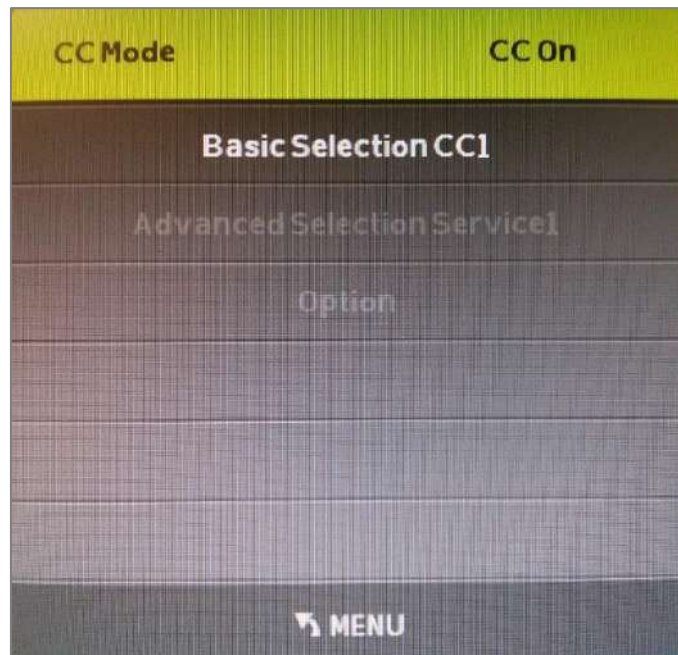 CC Mode CC On
Basic Selection CC1
Advanced Selection Service1
Option
MENU